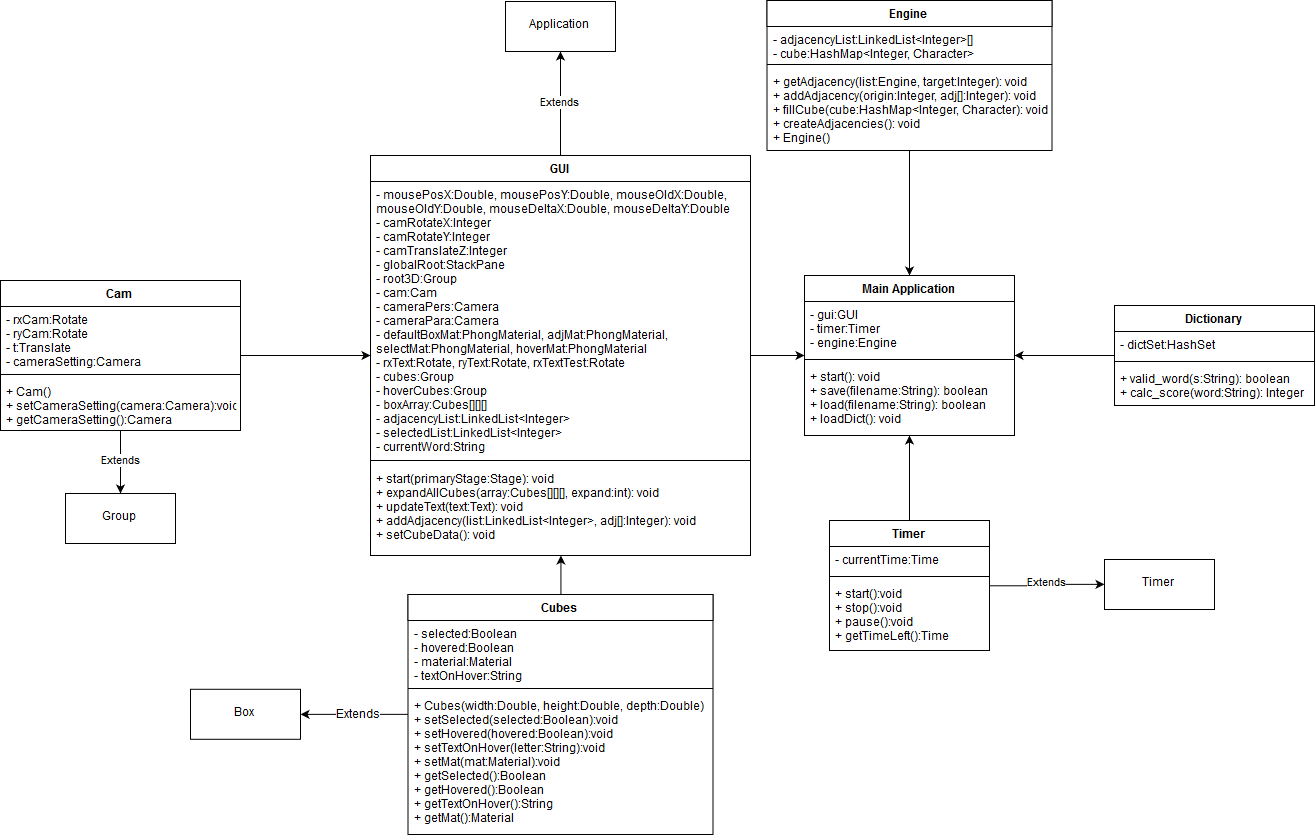 Application
Extends
Engine
- adjacencyList:LinkedList<Integer>[]
- cube:HashMap<Integer, Character>
+ getAdjacency(list:Engine, target:Integer): void
+ addAdjacency(origin:Integer, adj[]:Integer): void
+ fillCube(cube:HashMap<Integer, Character): void
+ createAdjacencies(): void
+ Engine()
GUI
- mousePosX:Double, mousePosY:Double, mouseOldX:Double,
mouseOldY:Double, mouseDeltaX:Double, mouseDeltaY:Double
- camRotateX:Integer
- camRotateY:Integer
- camTranslateZ:Integer
- globalRoot:StackPane
- root3D:Group
- cam:Cam
- cameraPers:Camera
- cameraPara:Camera
- defaultBoxMat:PhongMaterial, adjMat:PhongMaterial,
selectMat:PhongMaterial, hoverMat:PhongMaterial
- rxText:Rotate, ryText:Rotate, rxTextTest:Rotate
- cubes:Group
- hoverCubes:Group
- boxArray:Cubes[][][]
- adjacencyList:LinkedList<Integer>
- selectedList:LinkedList<Integer>
- currentWord:String
+ start(primaryStage:Stage): void
+ expandAllCubes(array:Cubes[][][], expand:int): void
+ updateText(text:Text): void
+ addAdjacency(list:LinkedList<Integer>, adj[]:Integer): void
+ setCubeData(): void
Cam
- rxCam:Rotate
- ryCam:Rotate
- t:Translate
- cameraSetting:Camera
+ Cam()
+ setCameraSetting(camera:Camera):void
+ getCameraSetting():Camera
Extends
Group
Main Application
- gui:GUI
- timer:Timer
- engine:Engine
+ start(): void
+ save(filename:String): boolean
+ load(filename:String): boolean
+ loadDict(): void
Dictionary
- dictSet:HashSet
+ valid_word(s:String): boolean
+ calc_score(word:String): Integer
Timer
- currentTime:Time
+ start():void
+ stop():void
+ pause():void
+ getTimeLeft():Time
Extends
Timer
Cubes
- selected:Boolean
- hovered:Boolean
- material:Material
- textOnHover:String
+ Cubes(width:Double, height:Double, depth:Double)
+ setSelected(selected:Boolean):void
+ setHovered(hovered:Boolean):void
+ setTextOnHover(letter:String):void
+ setMat(mat:Material):void
+ getSelected():Boolean
+ getHovered():Boolean
+ getTextOnHover():String
+ getMat():Material
Extends
Box